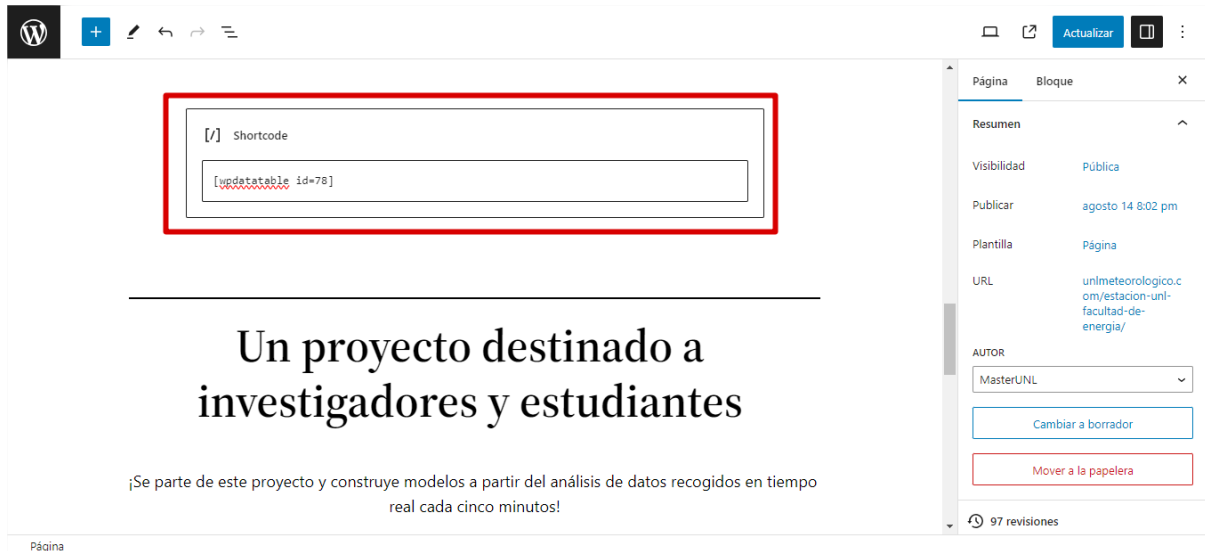 Actualizar
Página
Bloque
[/] Shortcode
[wpdatatable id=78]
Un proyecto destinado a
investigadores y estudiantes
¡Se parte de este proyecto y construye modelos a partir del análisis de datos recogidos en tiempo
real cada cinco minutos!
Resumen
Visibilidad Pública
Publicar agosto 14 8:02 pm
Plantilla Página
URL unlmeteorologico.c
om/estacion-unl-
facultad-de-
energia/
AUTOR
MasterUNL
Cambiar a borrador
Mover a la papelera
97 revisiones
Página